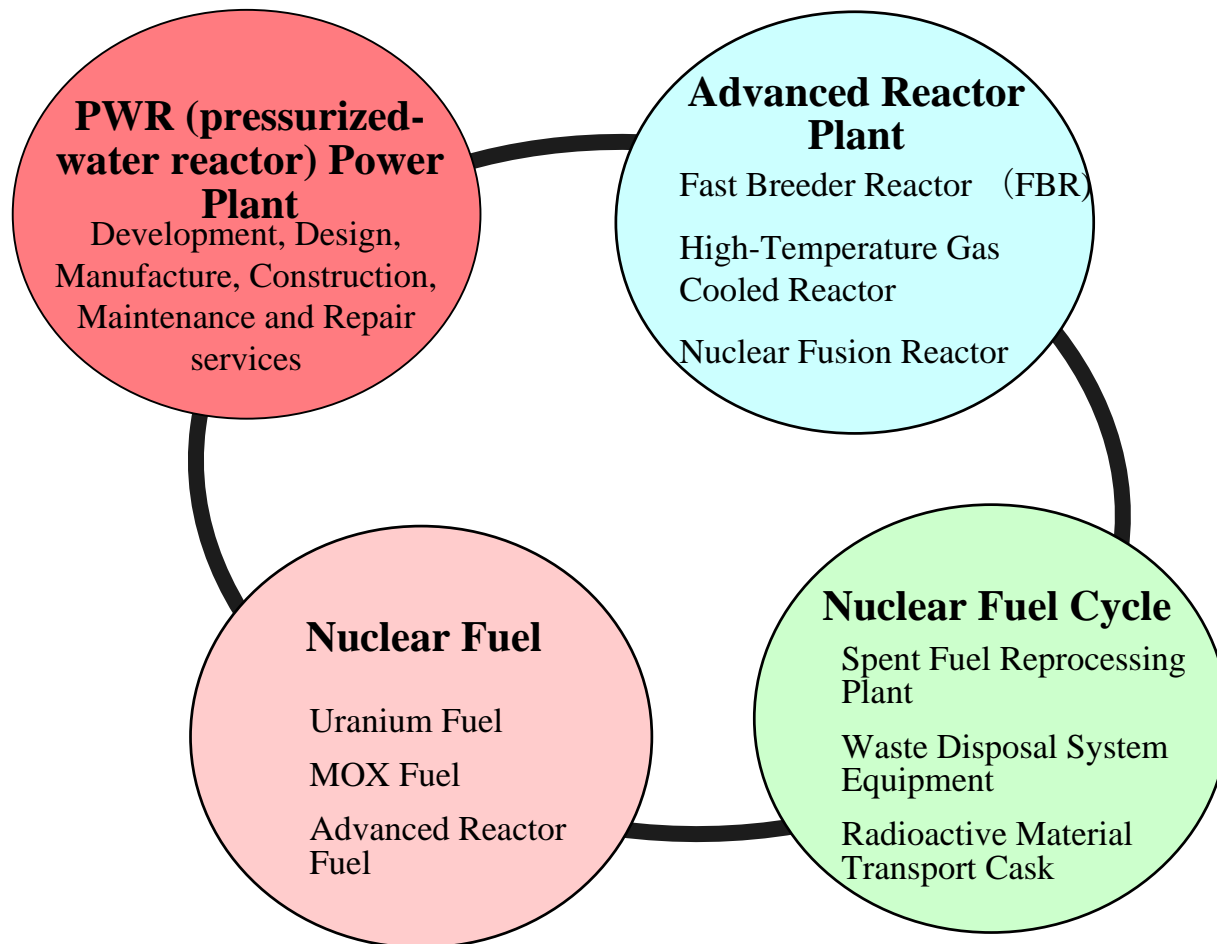 PWR (pressurized-
water reactor) Power
Plant
Development, Design,
Manufacture, Construction,
Maintenance and Repair
services
Advanced Reactor
Plant
Fast Breeder Reactor （FBR)
High-Temperature Gas
Cooled Reactor
Nuclear Fusion Reactor
Nuclear Fuel
Uranium Fuel
MOX Fuel
Advanced Reactor
Fuel
Nuclear Fuel Cycle
Spent Fuel Reprocessing
Plant
Waste Disposal System
Equipment
Radioactive Material
Transport Cask